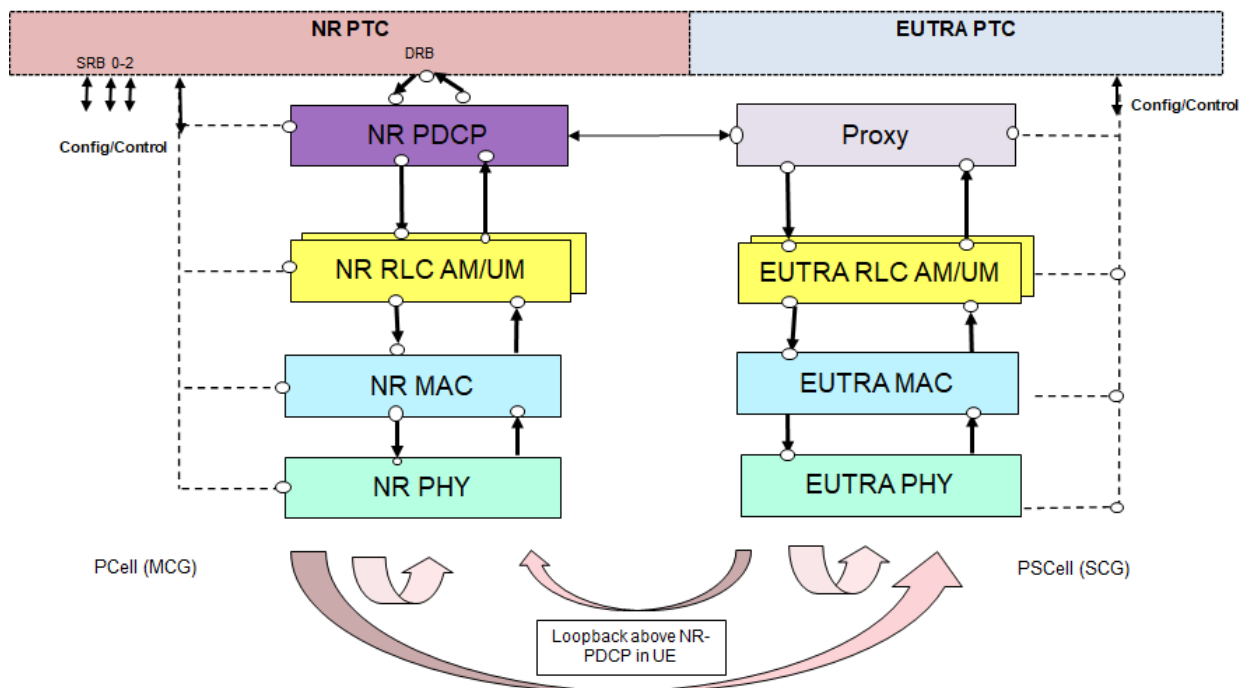 NR PTC
EUTRA PTC
SRB 0-2
DRB
Config/Control
Config/Control
NR PDCP
Proxy
NR RLC AM/UM
EUTRA RLC AM/UM
NR MAC
EUTRA MAC
NR PHY
EUTRA PHY
PCell (MCG)
PSCell (SCG)
Loopback above NR-
PDCP in UE